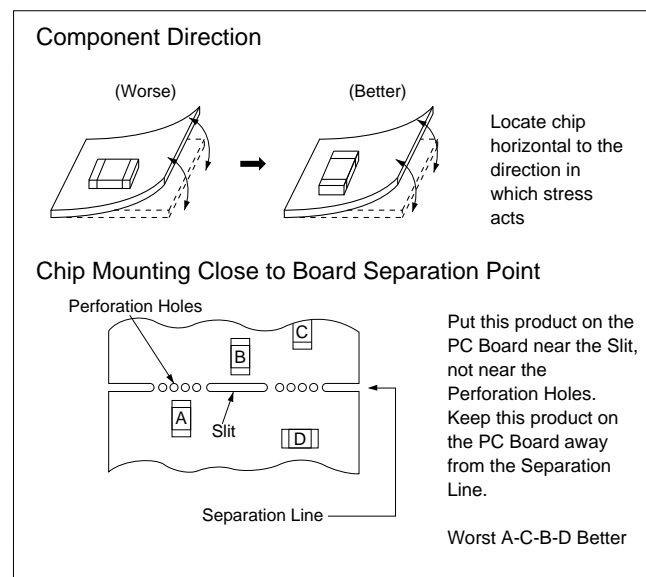 Component Direction
(Worse)
(Better)
Locate chip
horizontal to the
direction in
which stress
acts
Chip Mounting Close to Board Separation Point
Perforation Holes
C
B
A
Slit
D
Separation Line
Put this product on the
PC Board near the Slit,
not near the
Perforation Holes.
Keep this product on
the PC Board away
from the Separation
Line.
Worst A-C-B-D Better